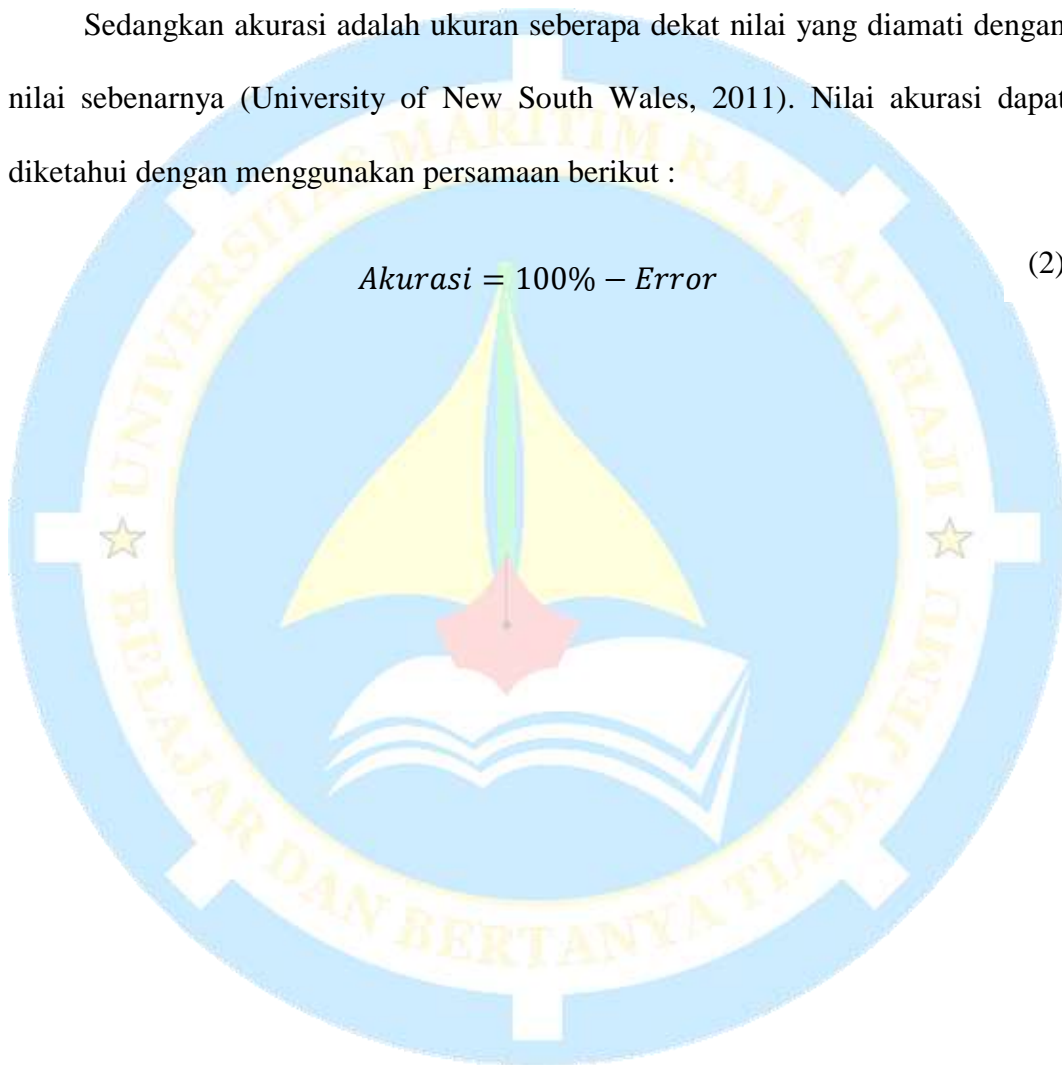 Sedangkan akurasi adalah ukuran seberapa dekat nilai yang diamati dengan
nilai sebenarnya (University of New South Wales, 2011). Nilai akurasi dapat
diketahui dengan menggunakan persamaan berikut :
Akurasi = 100% − Error (2)
UNIVERSITAS MARITIM RAJA ALI HAJI
BELAJAR DAN BERTANYA TIADA JEMU